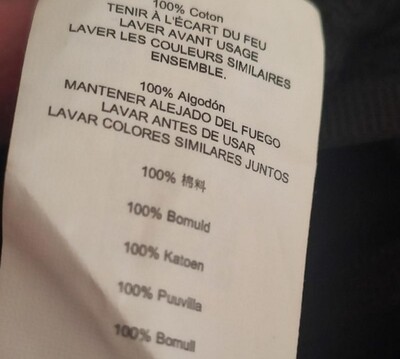 100% Coton
TENIR À L'ÉCART DU FEU
LAVER AVANT USAGE
LAVER LES COULEURS SIMILAIRES
ENSEMBLE.
100% Algodón
MANTENER ALEJADO DEL FUEGO
LAVAR ANTES DE USAR
LAVAR COLORES SIMILARES JUNTOS
100% 棉料
100% Bomuld
100% Katoen
100% Puuvilla
100% Bomull